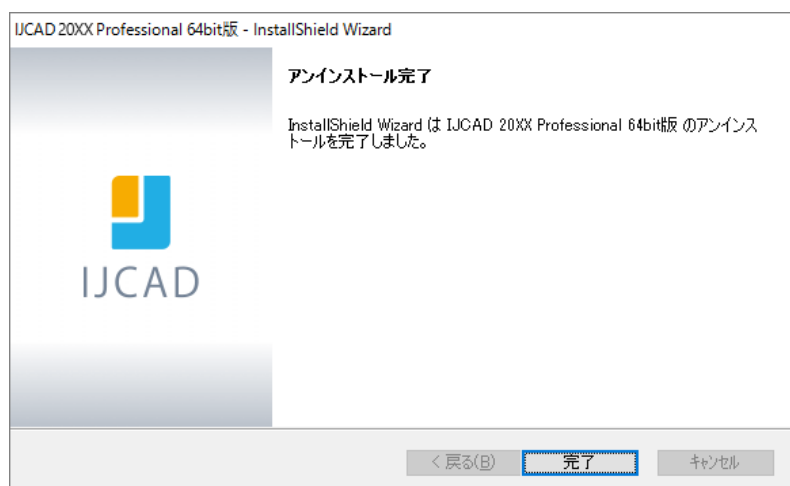 IJCAD 20XX Professional 64bit版 - InstallShield Wizard
アンインストール完了
InstallShield Wizard は IJCAD 20XX Professional 64bit版 のアンインス
トールを完了しました。
IJCAD
< 戻る(B)
完了
キャンセル